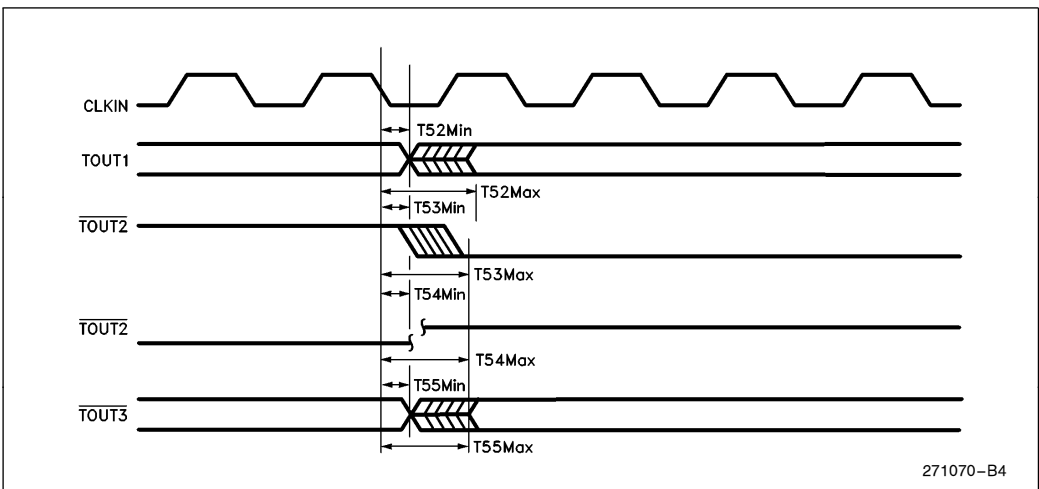 CLKIN
T52Min
TOUT1
T52Max
T53Min
TOUT2
T53Max
T54Min
TOUT2
T54Max
T55Min
TOUT3
T55Max
271070–B4